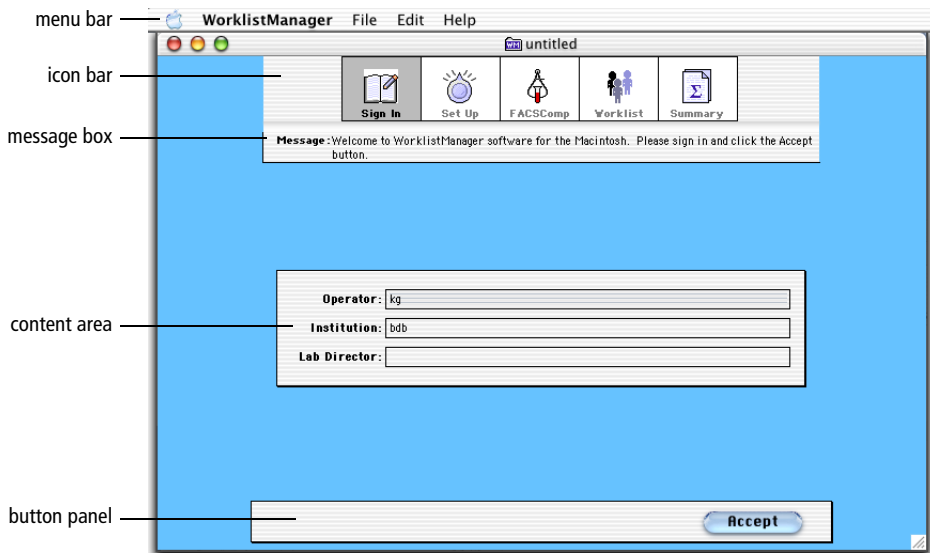 menu bar
WorklistManager File Edit Help
WM untitled
icon bar
Sign In Set Up FACSComp Worklist Summary
Σ
message box
Message: Welcome to WorklistManager software for the Macintosh. Please sign in and click the Accept
button.
Operator: kg
content area
Institution: bdb
Lab Director:
button panel
Accept